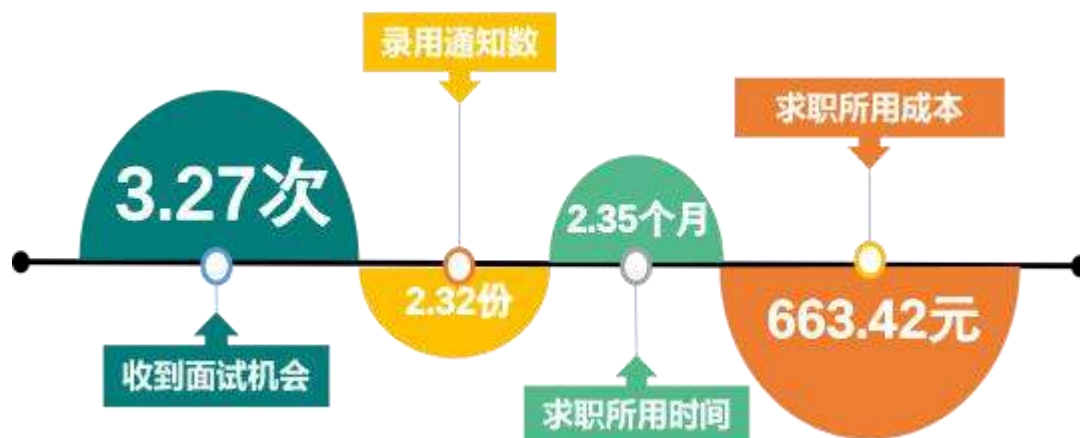 录用通知数
求职所用成本
3.27次
2.35个月
2.32份
663.42元
收到面试机会
求职所用时间